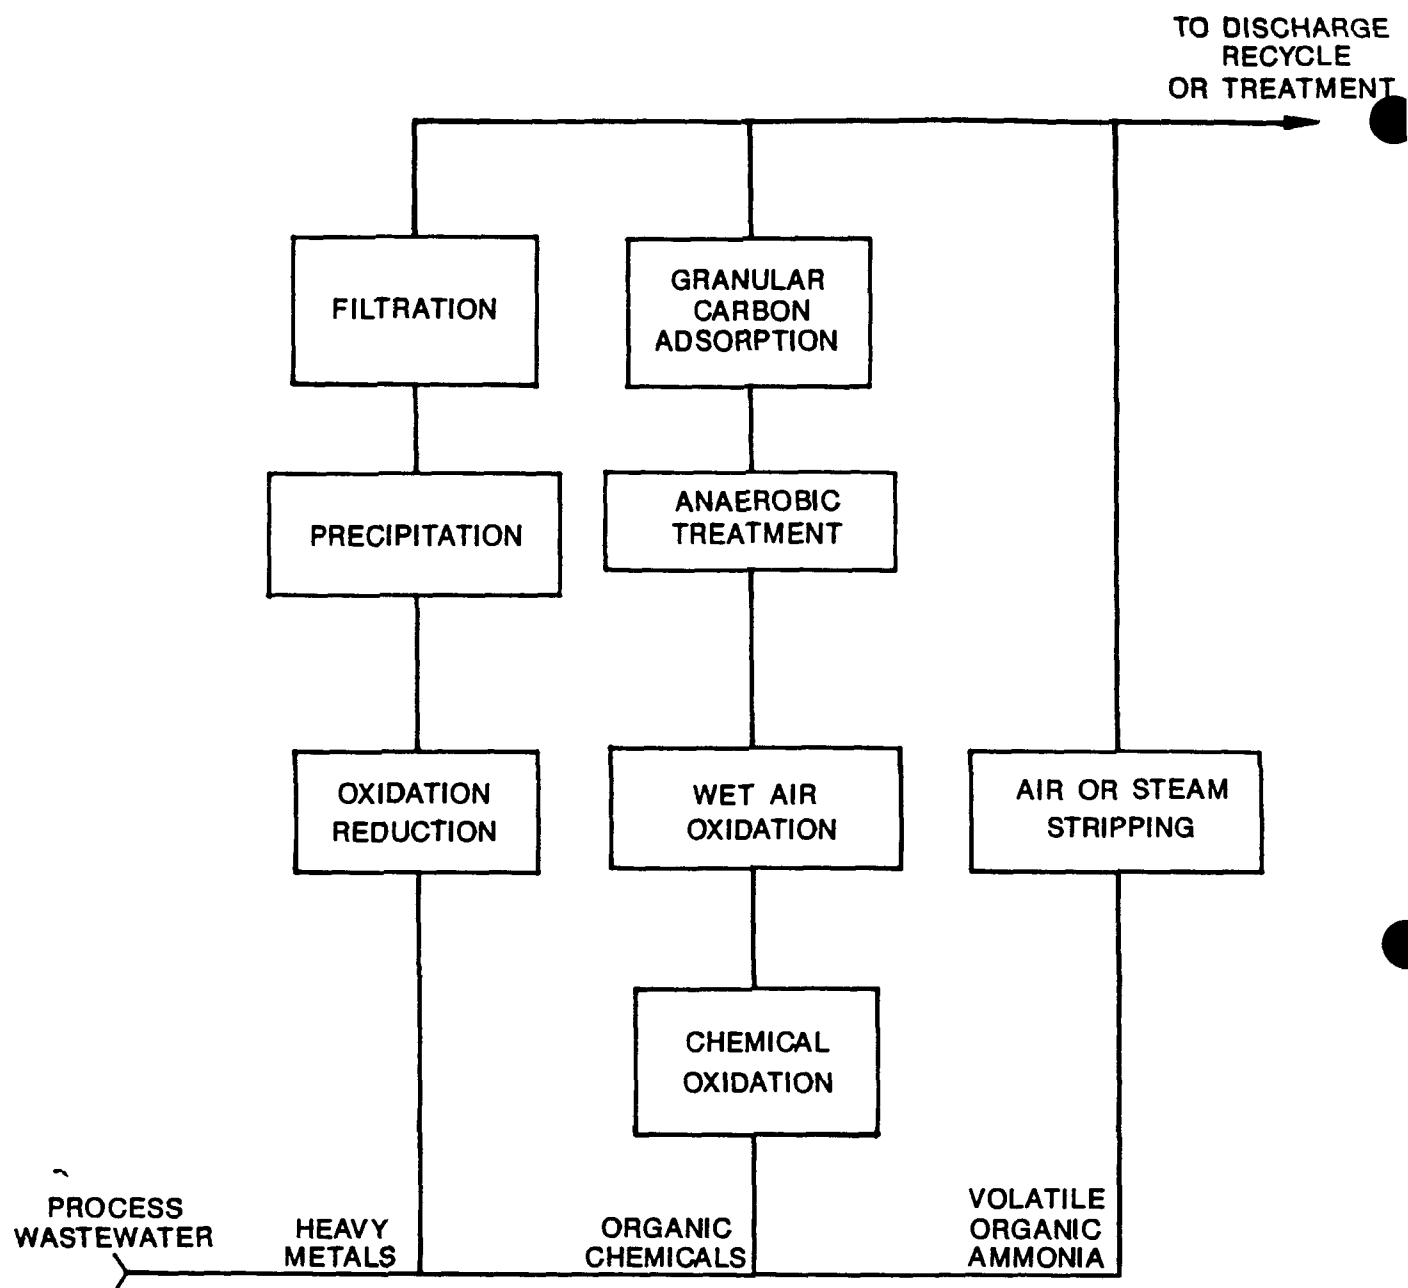 TO DISCHARGE
RECYCLE
OR TREATMENT
FILTRATION
GRANULAR
CARBON
ADSORPTION
PRECIPITATION
ANAEROBIC
TREATMENT
OXIDATION
REDUCTION
WET AIR
OXIDATION
AIR OR STEAM
STRIPPING
CHEMICAL
OXIDATION
PROCESS
WASTEWATER
HEAVY
METALS
ORGANIC
CHEMICALS
VOLATILE
ORGANIC
AMMONIA